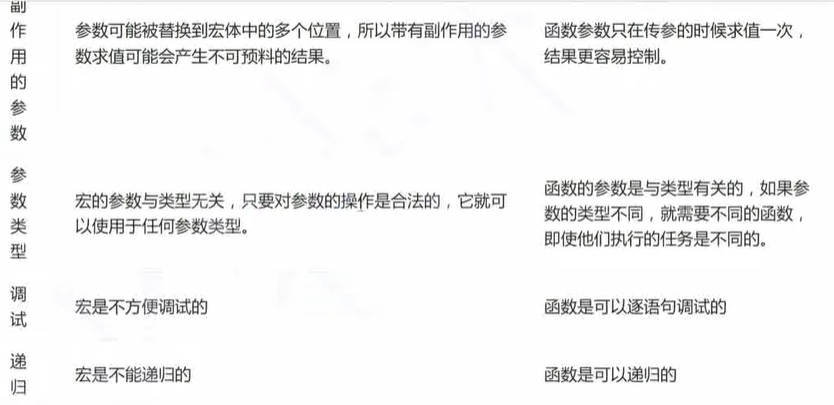 副作用的参数
参数可能被替换到宏体中的多个位置，所以带有副作用的参
数求值可能会产生不可预料的结果。
函数参数只在传参的时候求值一次，
结果更容易控制。
参数类型
宏的参数与类型无关，只要对参数的操作是合法的，它就可
以使用于任何参数类型。
函数的参数是与类型有关的，如果参
数的类型不同，就需要不同的函数，
即使他们执行的任务是不同的。
调试
宏是不方便调试的
函数是可以逐语句调试的
递归
宏是不能递归的
函数是可以递归的